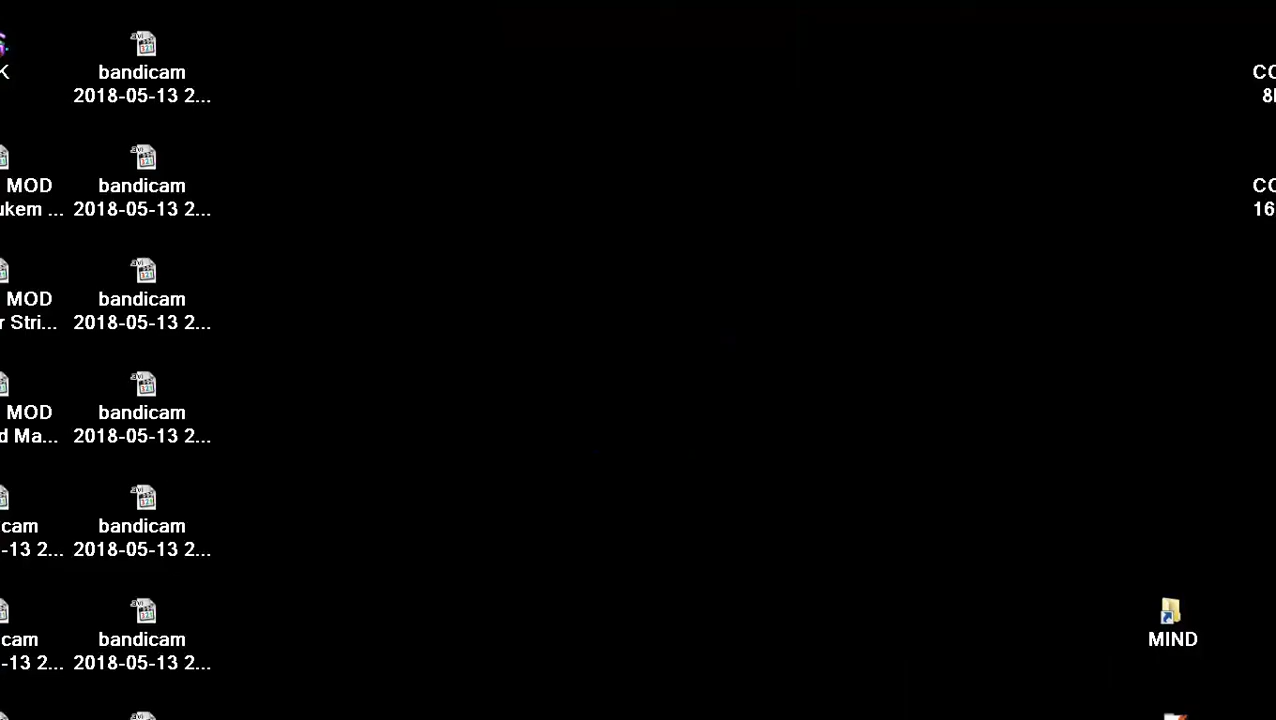 K
bandicam
2018-05-13 2...
MOD
ukem ...
bandicam
2018-05-13 2...
MOD
r Stri...
bandicam
2018-05-13 2...
MOD
d Ma...
bandicam
2018-05-13 2...
cam
-13 2...
bandicam
2018-05-13 2...
cam
-13 2...
bandicam
2018-05-13 2...
CO
8
CO
16
MIND